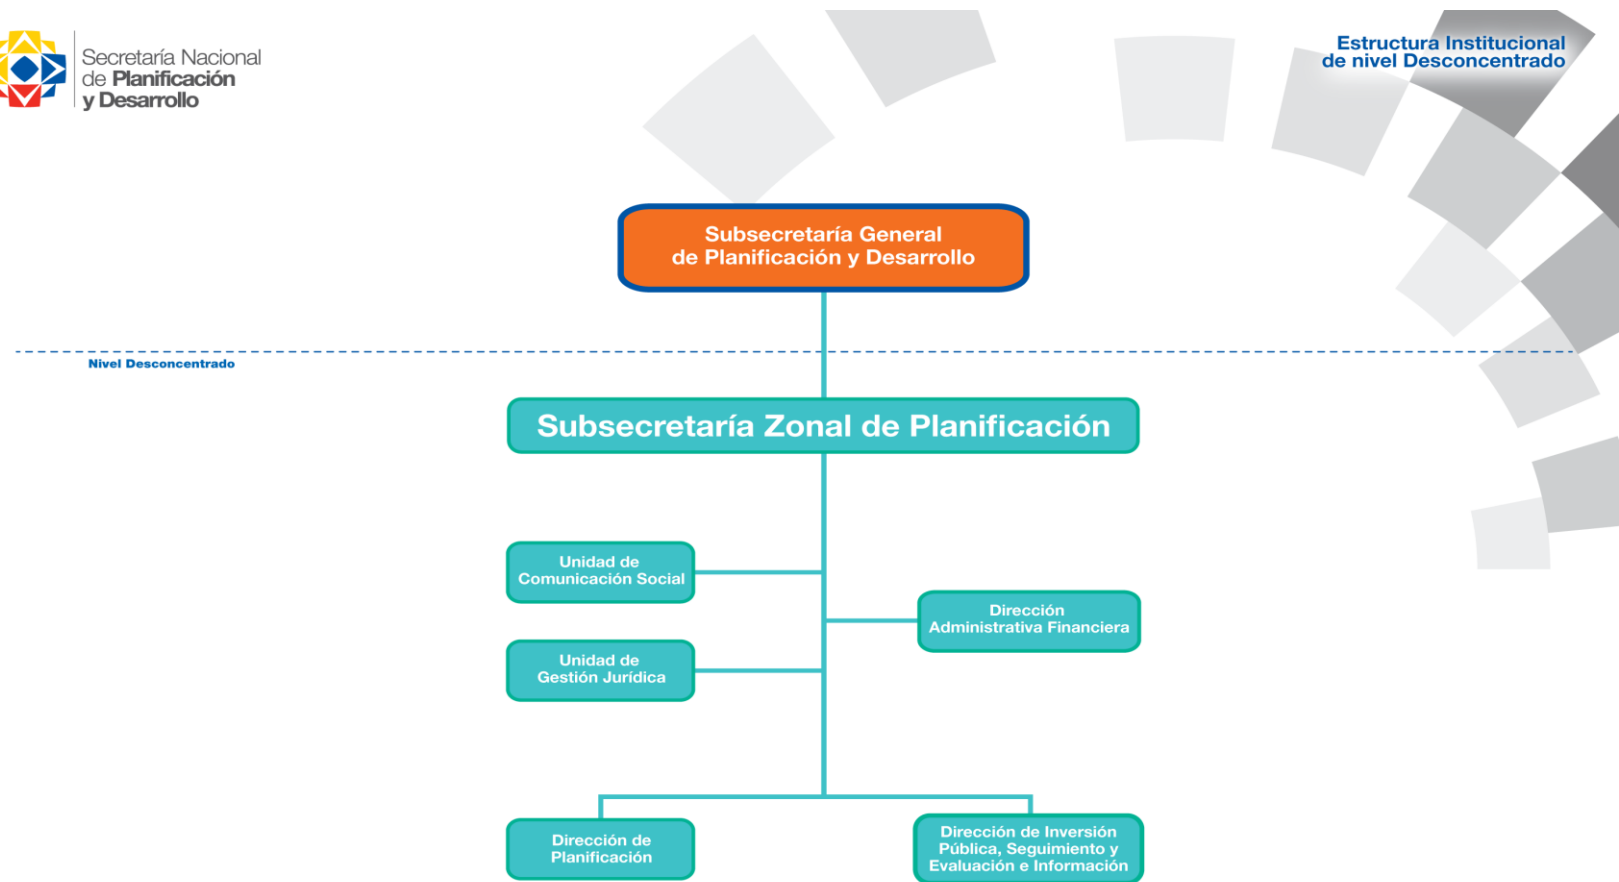 Secretaría Nacional
de Planificación
y Desarrollo
Estructura Institucional
de nivel Desconcentrado
Subsecretaría General
de Planificación y Desarrollo
Nivel Desconcentrado
Subsecretaría Zonal de Planificación
Unidad de
Comunicación Social
Dirección
Administrativa Financiera
Unidad de
Gestión Jurídica
Dirección de
Planificación
Dirección de Inversión
Pública, Seguimiento y
Evaluación e Información